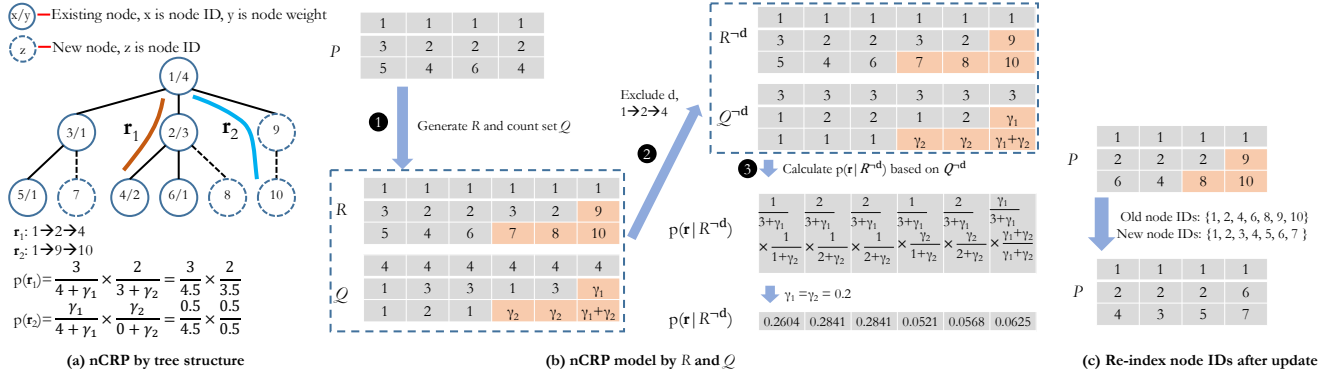 x/y Existing node, x is node ID, y is node weight
z New node, z is node ID
1/4
3/1 2/3 9
r₁ r₂
5/1 7 4/2 6/1 8 10
r₁: 1→2→4
r₂: 1→9→10
p(r₁)= 3/(4 + γ₁) × 2/(3 + γ₂) = 3/4.5 × 2/3.5
p(r₂)= γ₁/(4 + γ₁) × γ₂/(0 + γ₂) = 0.5/4.5 × 0.5/0.5
(a) nCRP by tree structure
P
1 1 1 1
3 2 2 2
5 4 6 4
1 Generate R and count set Q
R
1 1 1 1 1 1
3 2 2 3 2 9
5 4 6 7 8 10
Q
4 4 4 4 4 4
1 3 3 1 3 γ₁
1 2 1 γ₂ γ₂ γ₁+γ₂
Exclude d,
1→2→4
2
R¬d
1 1 1 1 1 1
3 2 2 3 2 9
5 4 6 7 8 10
Q¬d
3 3 3 3 3 3
1 2 2 1 2 γ₁
1 1 1 γ₂ γ₂ γ₁+γ₂
3 Calculate p(r|R¬d) based on Q¬d
p(r|R¬d)
1/(3+γ₁) 2/(3+γ₁) 2/(3+γ₁) 1/(3+γ₁) 2/(3+γ₁) γ₁/(3+γ₁)
×1/(1+γ₂) ×1/(2+γ₂) ×1/(2+γ₂) ×γ₂/(1+γ₂) ×γ₂/(2+γ₂) ×(γ₁+γ₂)/(γ₁+γ₂)
γ₁ =γ₂ = 0.2
p(r|R¬d)
0.2604 0.2841 0.2841 0.0521 0.0568 0.0625
(b) nCRP model by R and Q
P
1 1 1 1
2 2 2 9
6 4 8 10
Old node IDs: {1, 2, 4, 6, 8, 9, 10}
New node IDs: {1, 2, 3, 4, 5, 6, 7 }
P
1 1 1 1
2 2 2 6
4 3 5 7
(c) Re-index node IDs after update